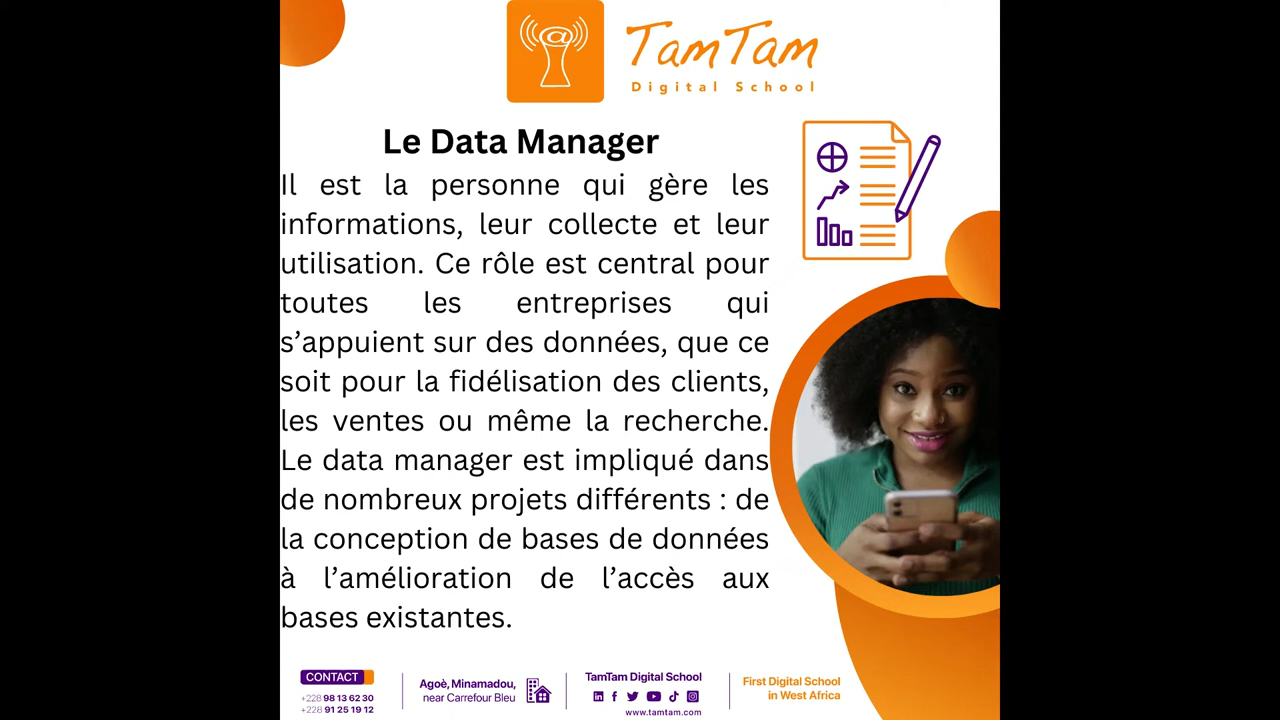 @
TamTam
Digital School
Le Data Manager
Il est la personne qui gère les
informations, leur collecte et leur
utilisation. Ce rôle est central pour
toutes les entreprises qui
s’appuient sur des données, que ce
soit pour la fidélisation des clients,
les ventes ou même la recherche.
Le data manager est impliqué dans
de nombreux projets différents : de
la conception de bases de données
à l’amélioration de l’accès aux
bases existantes.
CONTACT
+228 98 13 62 30
+228 91 25 19 12
Agoè, Minamadou,
near Carrefour Bleu
TamTam Digital School
www.tamtam.com
First Digital School
in West Africa